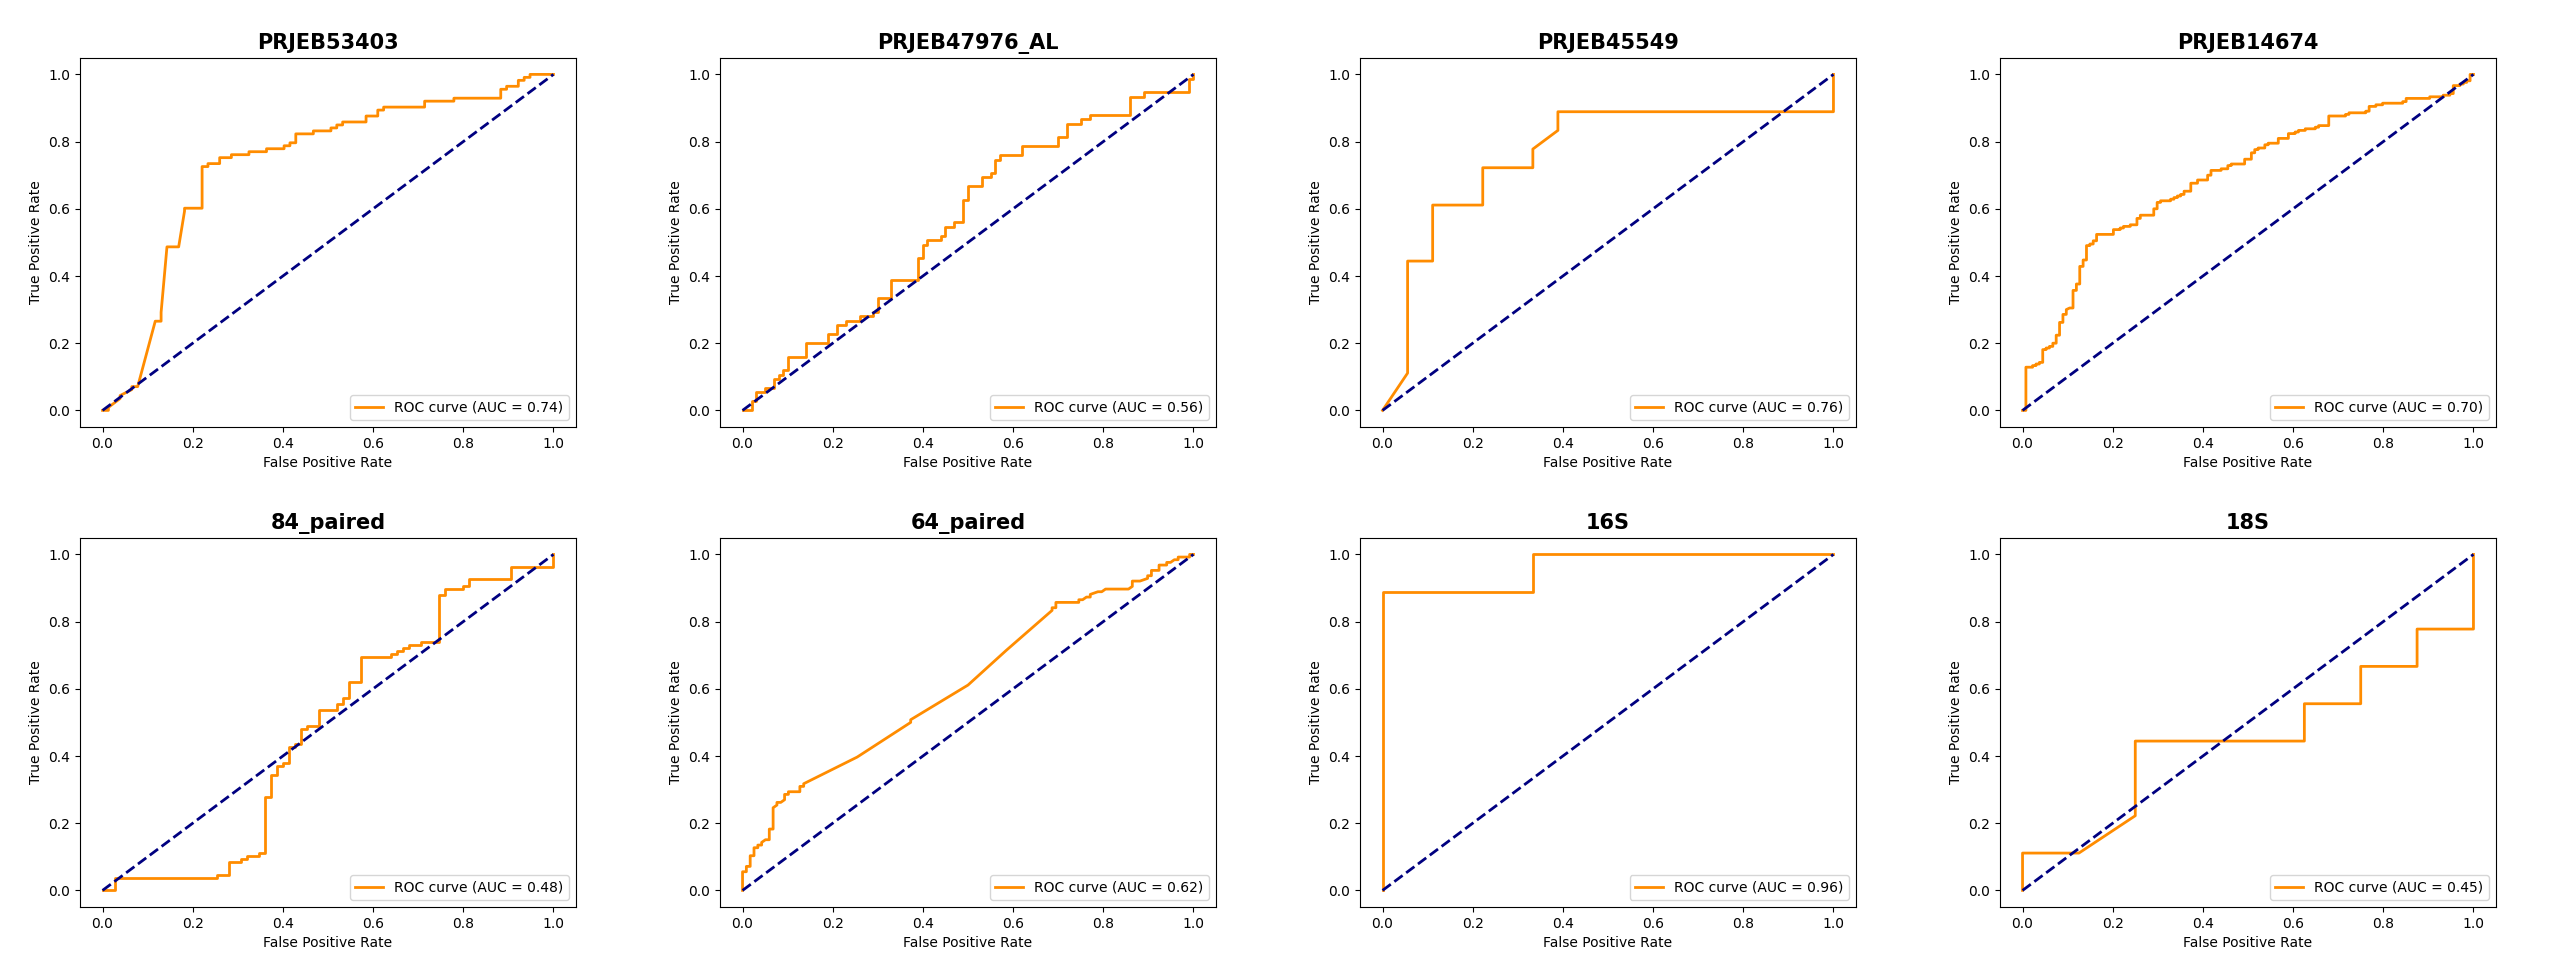 PRJEB53403
1.0
0.8
0.6
0.4
0.2
0.0
True Positive Rate
ROC curve (AUC = 0.74)
0.0 0.2 0.4 0.6 0.8 1.0
False Positive Rate
PRJEB47976_AL
1.0
0.8
0.6
0.4
0.2
0.0
True Positive Rate
ROC curve (AUC = 0.56)
0.0 0.2 0.4 0.6 0.8 1.0
False Positive Rate
PRJEB45549
1.0
0.8
0.6
0.4
0.2
0.0
True Positive Rate
ROC curve (AUC = 0.76)
0.0 0.2 0.4 0.6 0.8 1.0
False Positive Rate
PRJEB14674
1.0
0.8
0.6
0.4
0.2
0.0
True Positive Rate
ROC curve (AUC = 0.70)
0.0 0.2 0.4 0.6 0.8 1.0
False Positive Rate
84_paired
1.0
0.8
0.6
0.4
0.2
0.0
True Positive Rate
ROC curve (AUC = 0.48)
0.0 0.2 0.4 0.6 0.8 1.0
False Positive Rate
64_paired
1.0
0.8
0.6
0.4
0.2
0.0
True Positive Rate
ROC curve (AUC = 0.62)
0.0 0.2 0.4 0.6 0.8 1.0
False Positive Rate
16S
1.0
0.8
0.6
0.4
0.2
0.0
True Positive Rate
ROC curve (AUC = 0.96)
0.0 0.2 0.4 0.6 0.8 1.0
False Positive Rate
18S
1.0
0.8
0.6
0.4
0.2
0.0
True Positive Rate
ROC curve (AUC = 0.45)
0.0 0.2 0.4 0.6 0.8 1.0
False Positive Rate